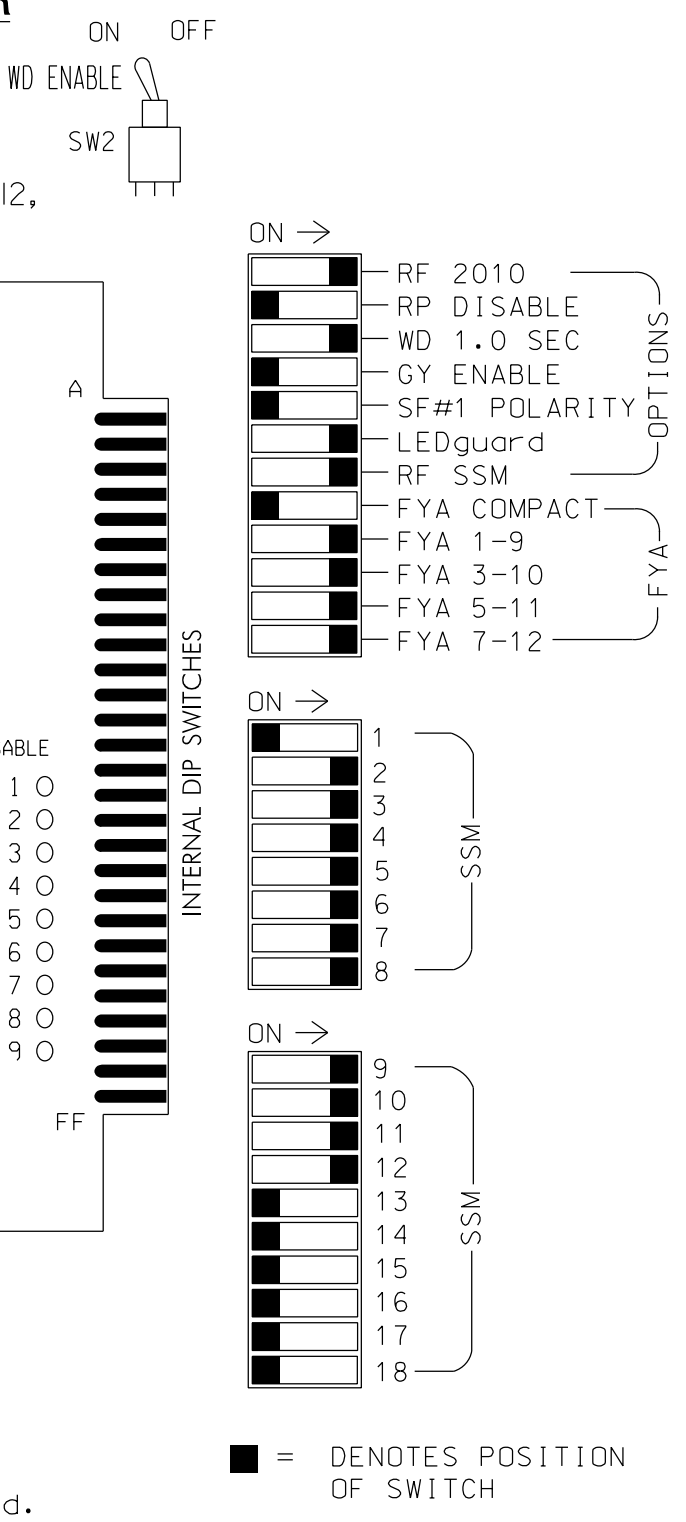 ON OFF
WD ENABLE
SW2
12,
ON →
RF 2010
RP DISABLE
WD 1.0 SEC
GY ENABLE
SF#1 POLARITY
LEDguard
RF SSM
OPTIONS
FYA COMPACT
FYA 1-9
FYA 3-10
FYA 5-11
FYA 7-12
FYA
A
FF
INTERNAL DIP SWITCHES
ABLE
1
2
3
4
5
6
7
8
9
ON →
1
2
3
4
5
6
7
8
SSM
ON →
9
10
11
12
13
14
15
16
17
18
SSM
= DENOTES POSITION
OF SWITCH
d.